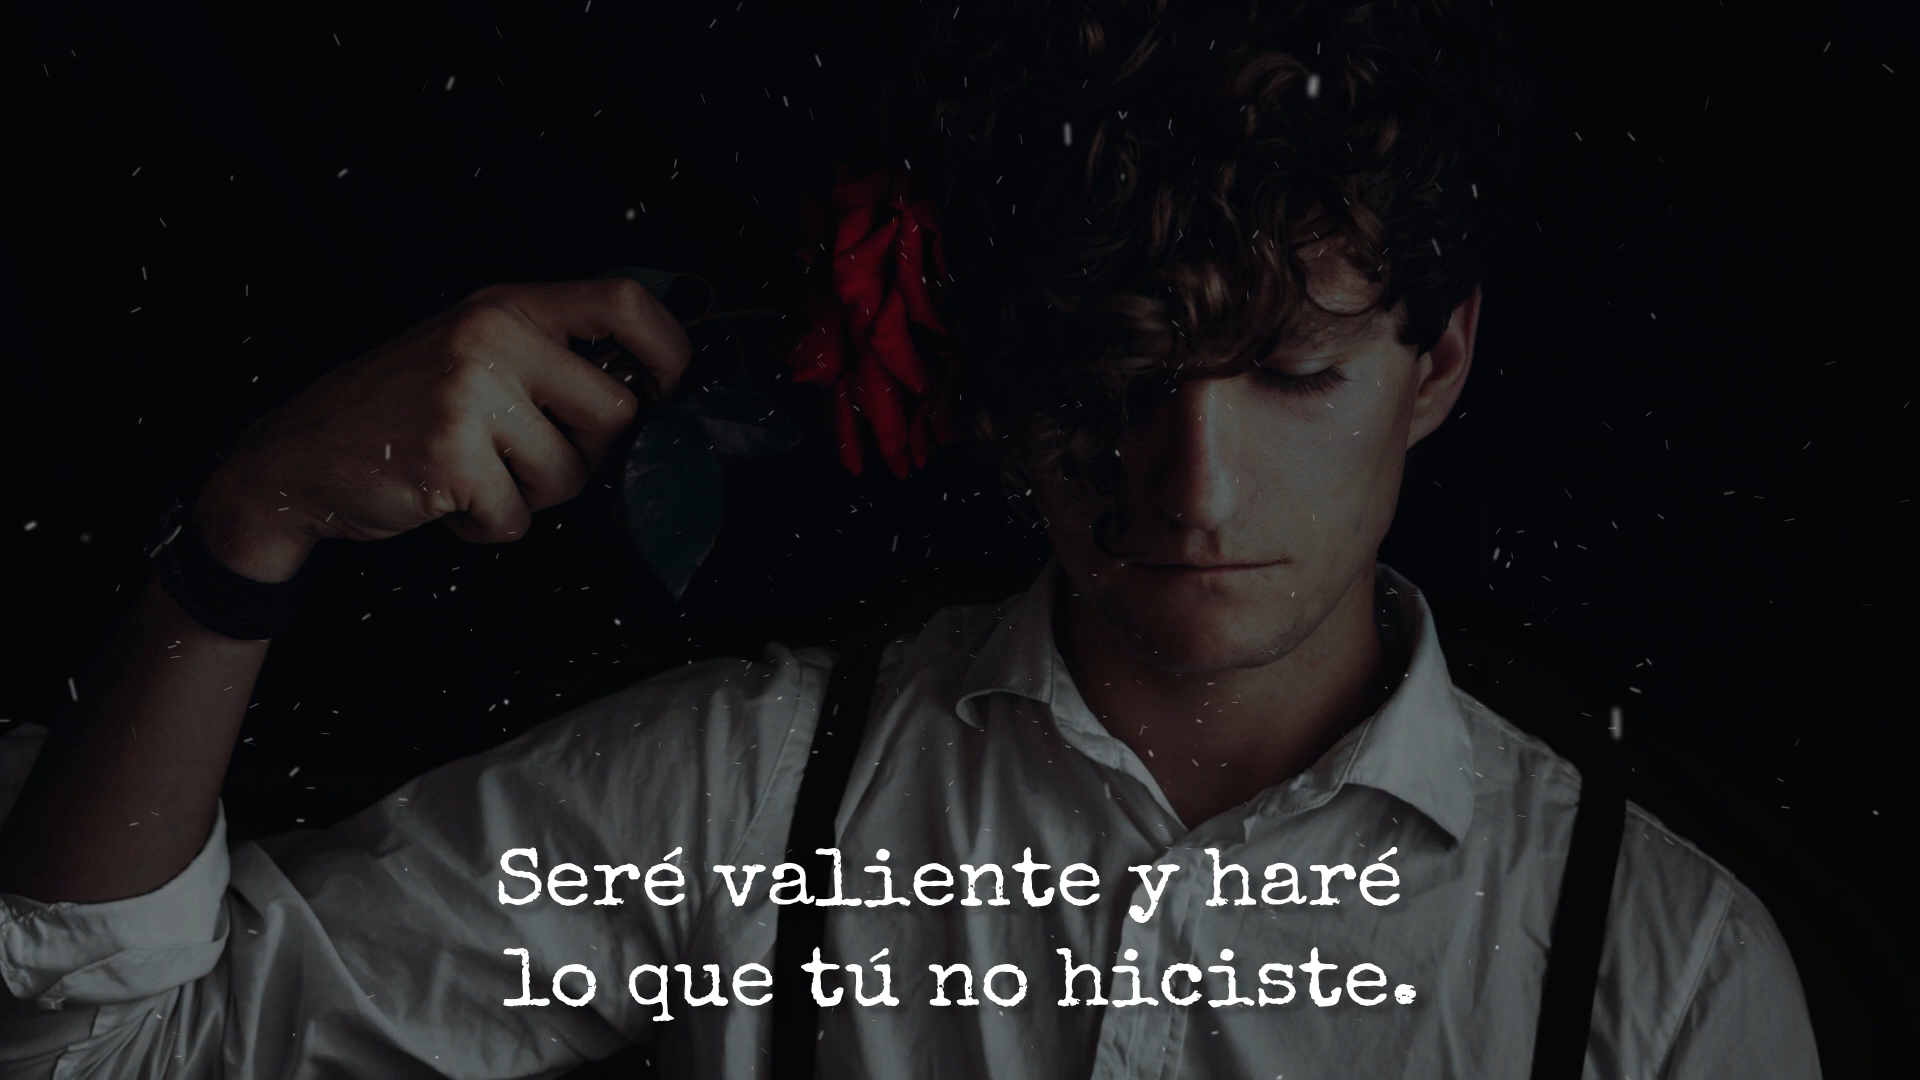 Seré valiente y haré
lo que tú no hiciste.